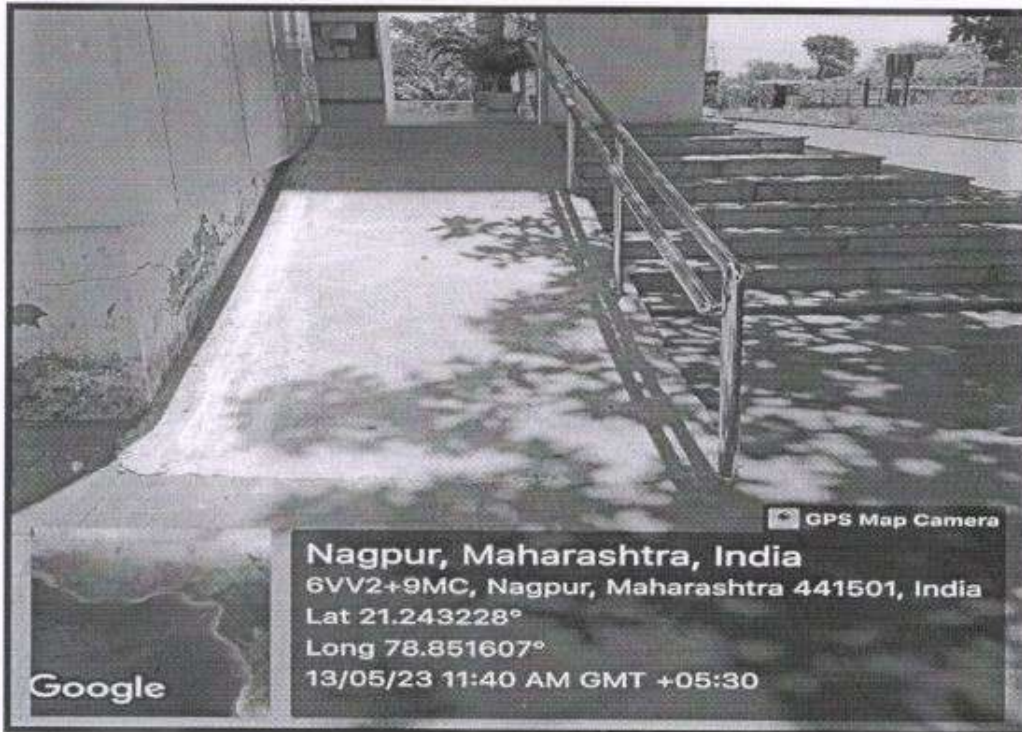 GPS Map Camera
Nagpur, Maharashtra, India
6VV2+9MC, Nagpur, Maharashtra 441501, India
Lat 21.243228°
Long 78.851607°
13/05/23 11:40 AM GMT +05:30
Google